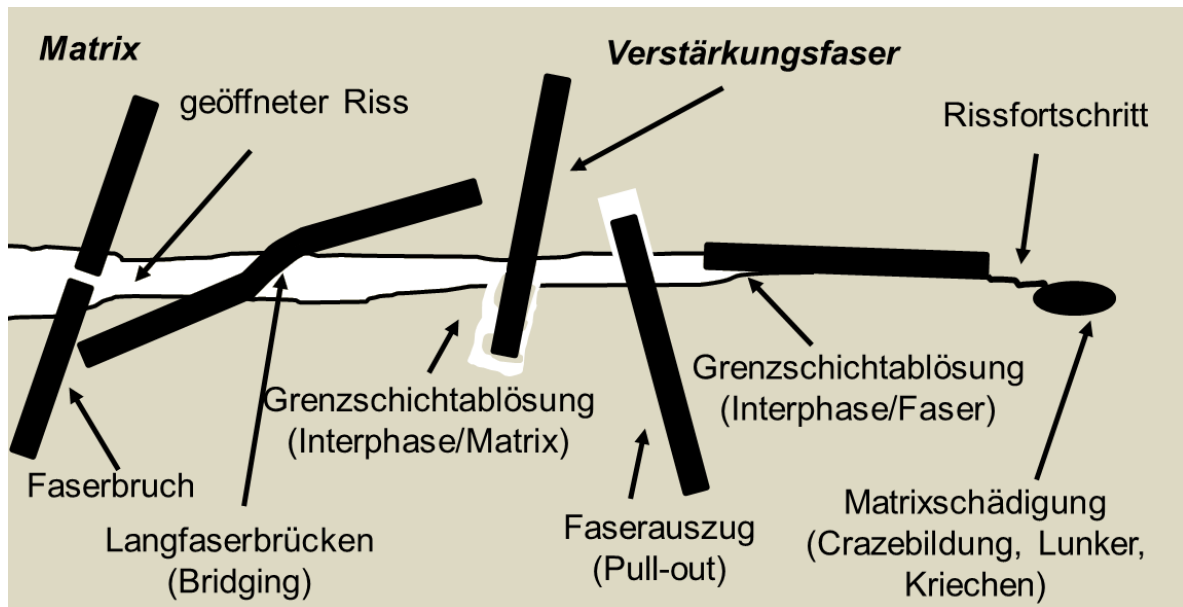 Matrix
Verstärkungsfaser
geöffneter Riss
Rissfortschritt
Grenzschichtablösung
(Interphase/Matrix)
Grenzschichtablösung
(Interphase/Faser)
Faserbruch
Langfaserbrücken
(Bridging)
Faserauszug
(Pull-out)
Matrixschädigung
(Crazebildung, Lunker,
Kriechen)